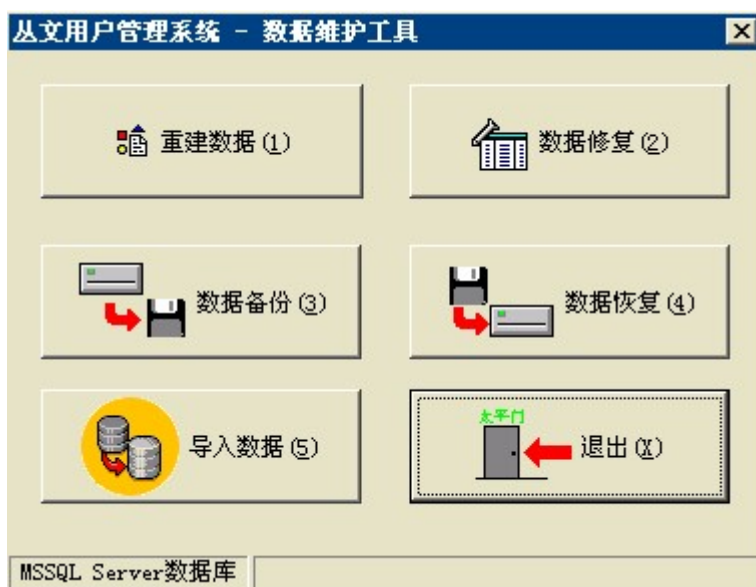 丛文用户管理系统 - 数据维护工具
重建数据(1)
数据修复(2)
数据备份(3)
数据恢复(4)
导入数据(5)
太平门
退出(X)
MSSQL Server数据库